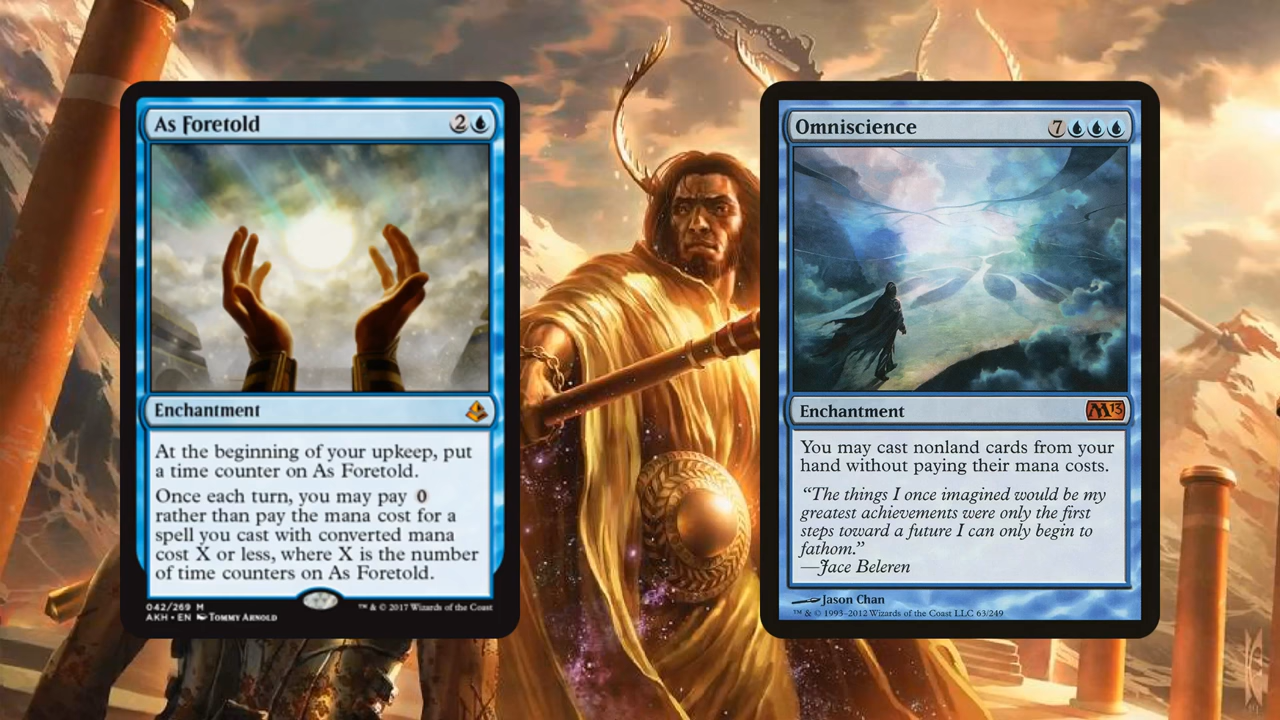 As Foretold 2
Enchantment
At the beginning of your upkeep, put
a time counter on As Foretold.
Once each turn, you may pay 0
rather than pay the mana cost for a
spell you cast with converted mana
cost X or less, where X is the number
of time counters on As Foretold.
042/269 M
™ & © 2017 Wizards of the Coast
AKH • EN Tommy Arnold
Omniscience 7
Enchantment
M13
You may cast nonland cards from your
hand without paying their mana costs.
“The things I once imagined would be my
greatest achievements were only the first
steps toward a future I can only begin to
fathom.”
—Jace Beleren
Jason Chan
™ & © 1993–2012 Wizards of the Coast LLC 63/249